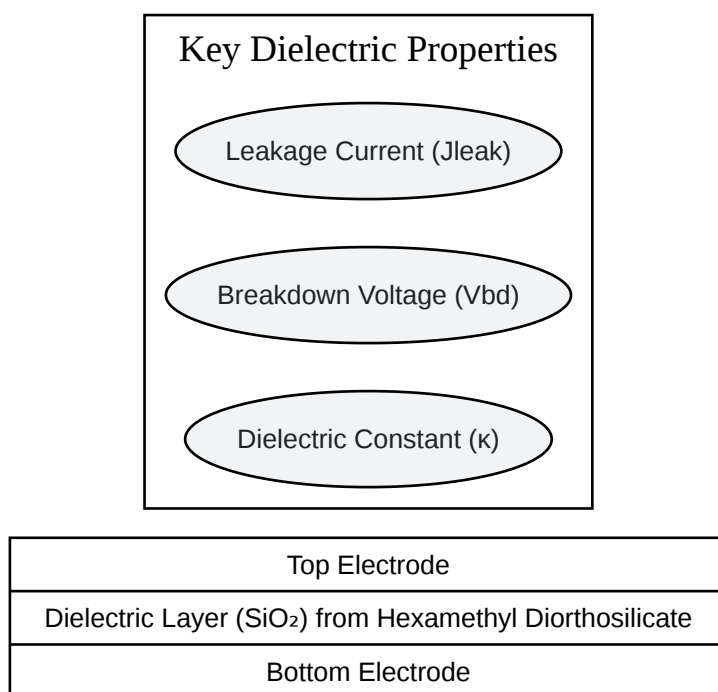 Key Dielectric Properties
Leakage Current (Jleak)
Breakdown Voltage (Vbd)
Dielectric Constant (κ)
Top Electrode
Dielectric Layer (SiO₂) from Hexamethyl Diorthosilicate
Bottom Electrode